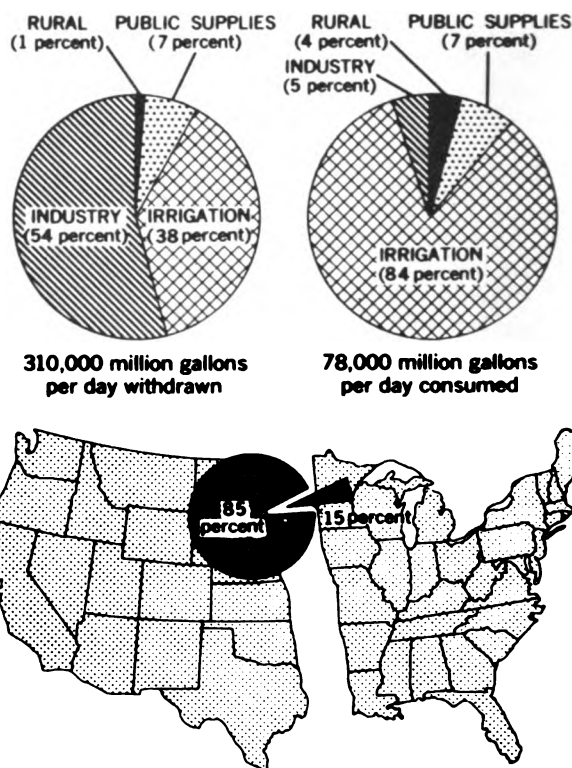 RURAL
(1 percent)
PUBLIC SUPPLIES
(7 percent)
INDUSTRY
(54 percent)
IRRIGATION
(38 percent)
310,000 million gallons
per day withdrawn
RURAL
(4 percent)
PUBLIC SUPPLIES
(7 percent)
INDUSTRY
(5 percent)
IRRIGATION
(84 percent)
78,000 million gallons
per day consumed
85
percent
15 percent